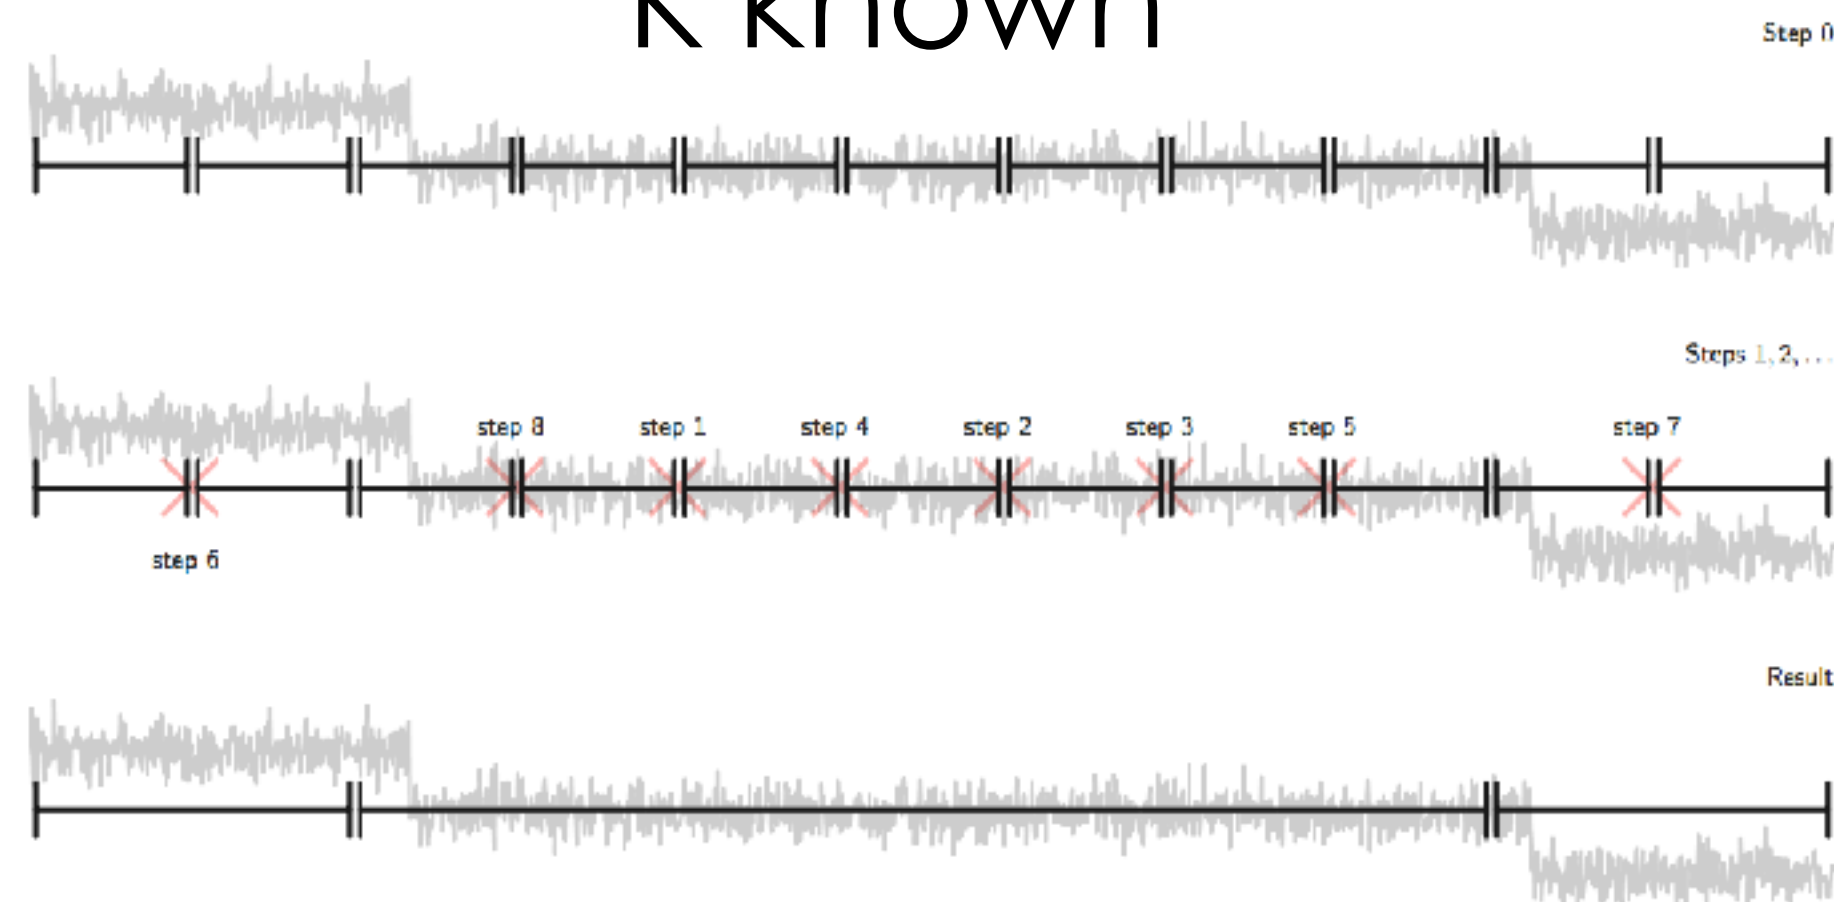 K known
Step 0
Steps 1, 2, . . .
step 8 step 1 step 4 step 2 step 3 step 5 step 7
step 6
Result